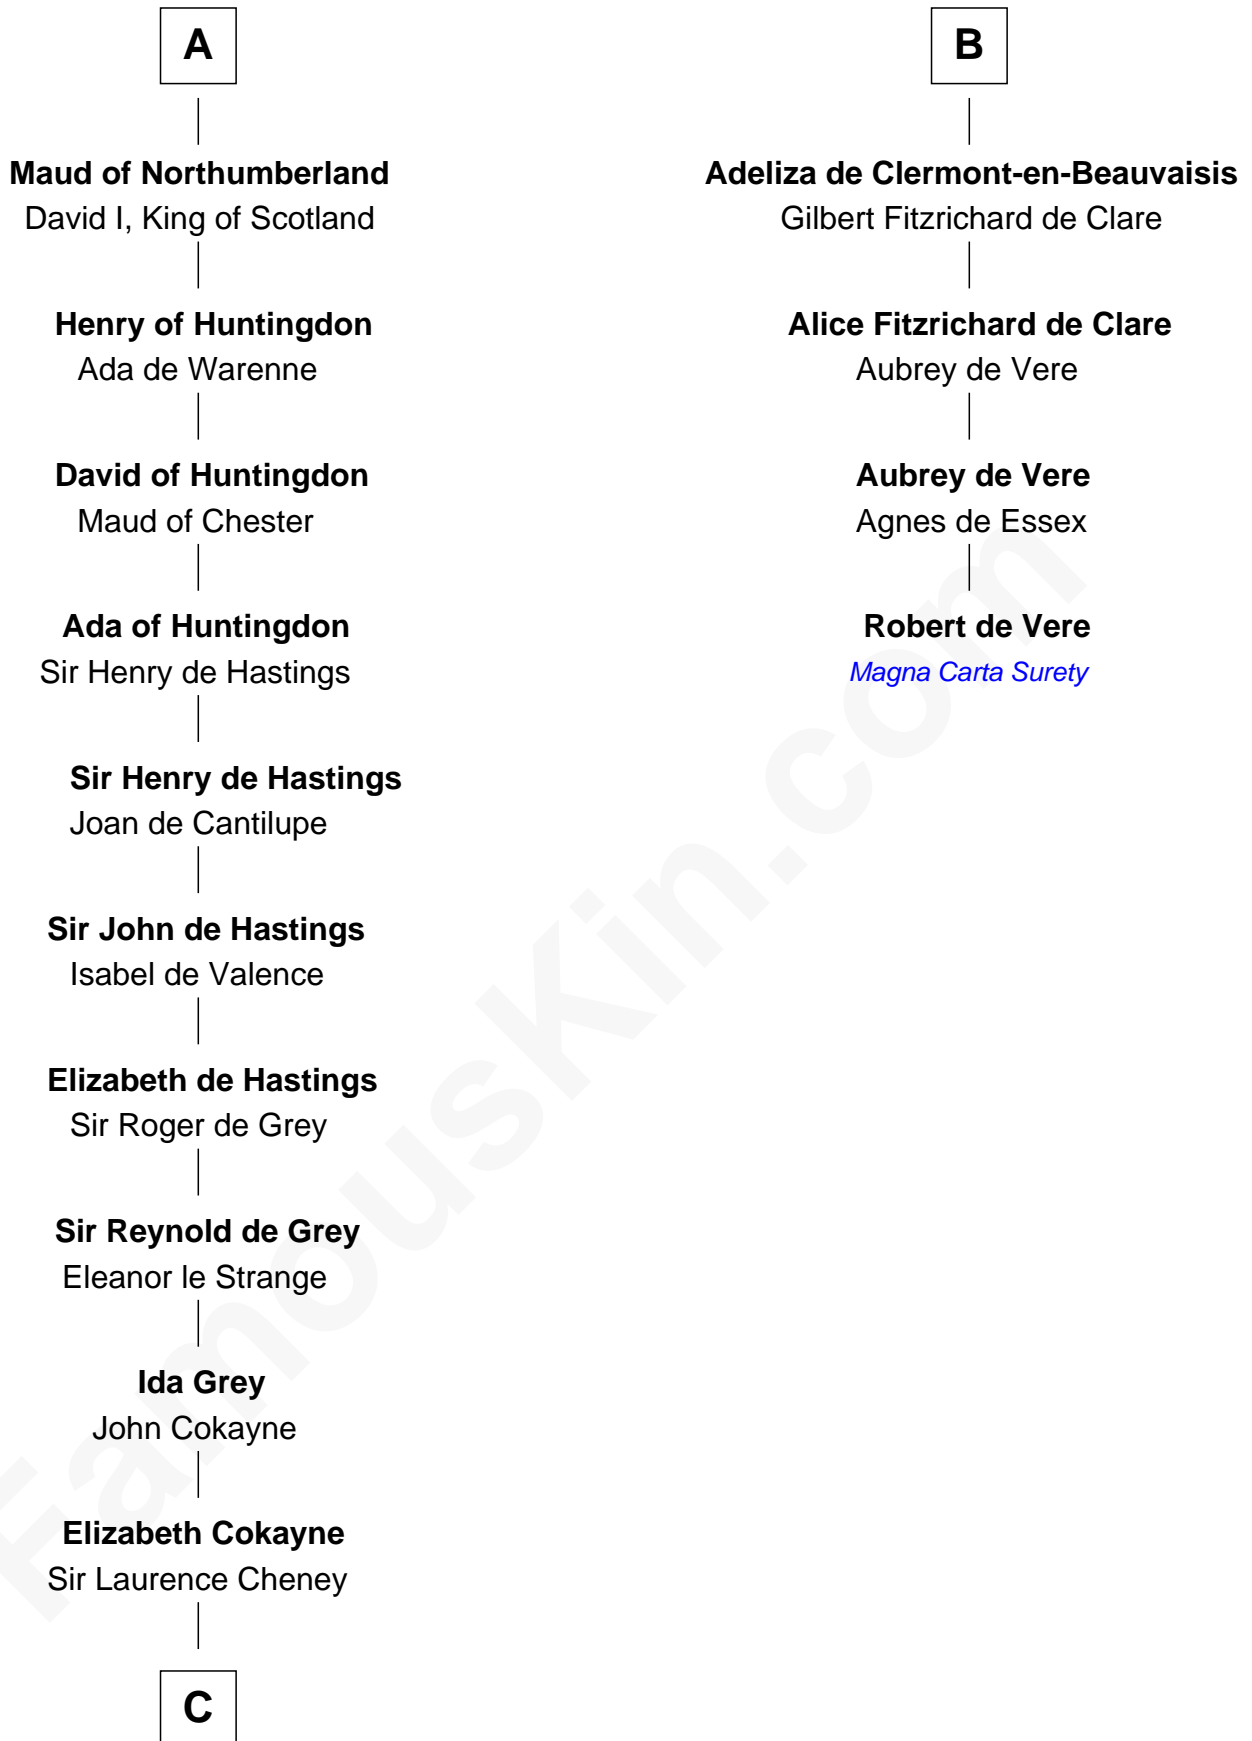 A
Maud of Northumberland
David I, King of Scotland
Henry of Huntingdon
Ada de Warenne
David of Huntingdon
Maud of Chester
Ada of Huntingdon
Sir Henry de Hastings
Sir Henry de Hastings
Joan de Cantilupe
Sir John de Hastings
Isabel de Valence
Elizabeth de Hastings
Sir Roger de Grey
Sir Reynold de Grey
Eleanor le Strange
Ida Grey
John Cokayne
Elizabeth Cokayne
Sir Laurence Cheney
C
B
Adeliza de Clermont-en-Beauvaisis
Gilbert Fitzrichard de Clare
Alice Fitzrichard de Clare
Aubrey de Vere
Aubrey de Vere
Agnes de Essex
Robert de Vere
Magna Carta Surety
FamousKin.com